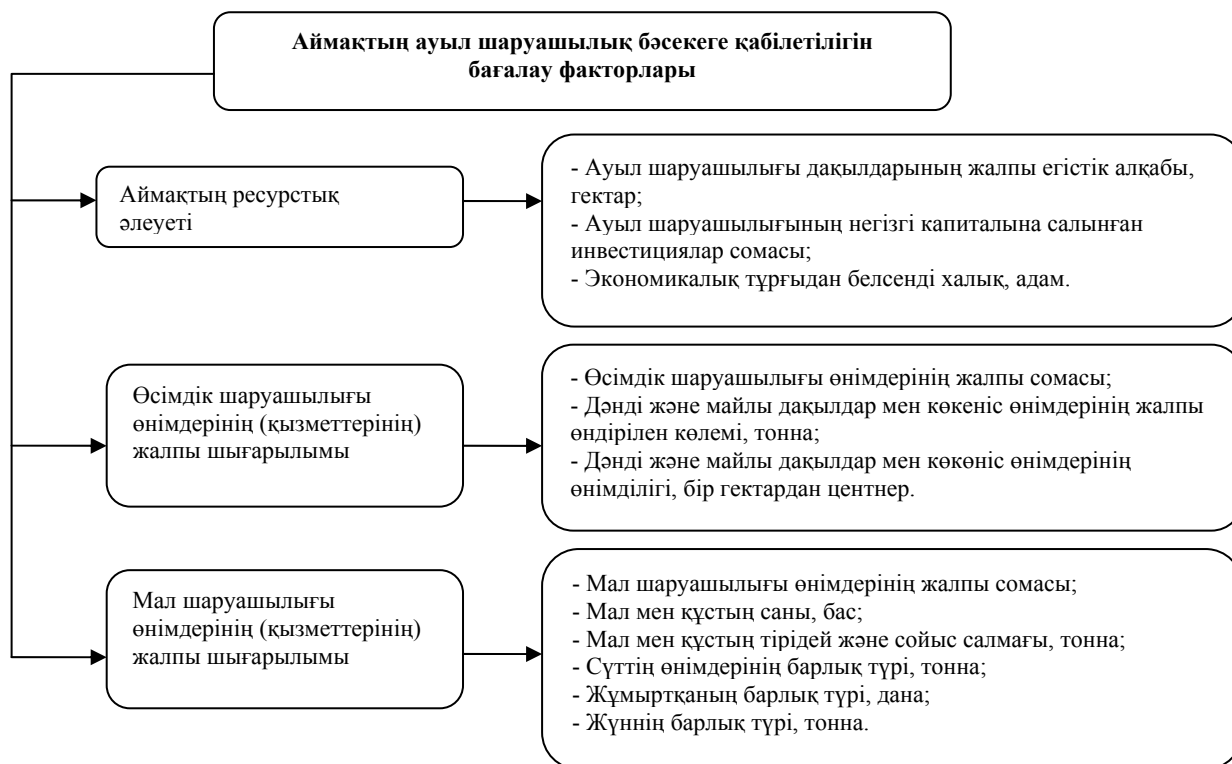 Аймақтың ауыл шаруашылық бәсекеге қабілетілігін
бағалау факторлары
Аймақтың ресурстық
әлеуеті
- Ауыл шаруашылығы дақылдарының жалпы егістік алқабы,
гектар;
- Ауыл шаруашылығының негізгі капиталына салынған
инвестициялар сомасы;
- Экономикалық тұрғыдан белсенді халық, адам.
Өсімдік шаруашылығы
өнімдерінің (қызметтерінің)
жалпы шығарылымы
- Өсімдік шаруашылығы өнімдерінің жалпы сомасы;
- Дәнді және майлы дақылдар мен көкеніс өнімдерінің жалпы
өндірілен көлемі, тонна;
- Дәнді және майлы дақылдар мен көкөніс өнімдерінің
өнімділігі, бір гектардан центнер.
Мал шаруашылығы
өнімдерінің (қызметтерінің)
жалпы шығарылымы
- Мал шаруашылығы өнімдерінің жалпы сомасы;
- Мал мен құстың саны, бас;
- Мал мен құстың тірідей және сойыс салмағы, тонна;
- Сүттің өнімдерінің барлық түрі, тонна;
- Жұмыртқаның барлық түрі, дана;
- Жүннің барлық түрі, тонна.